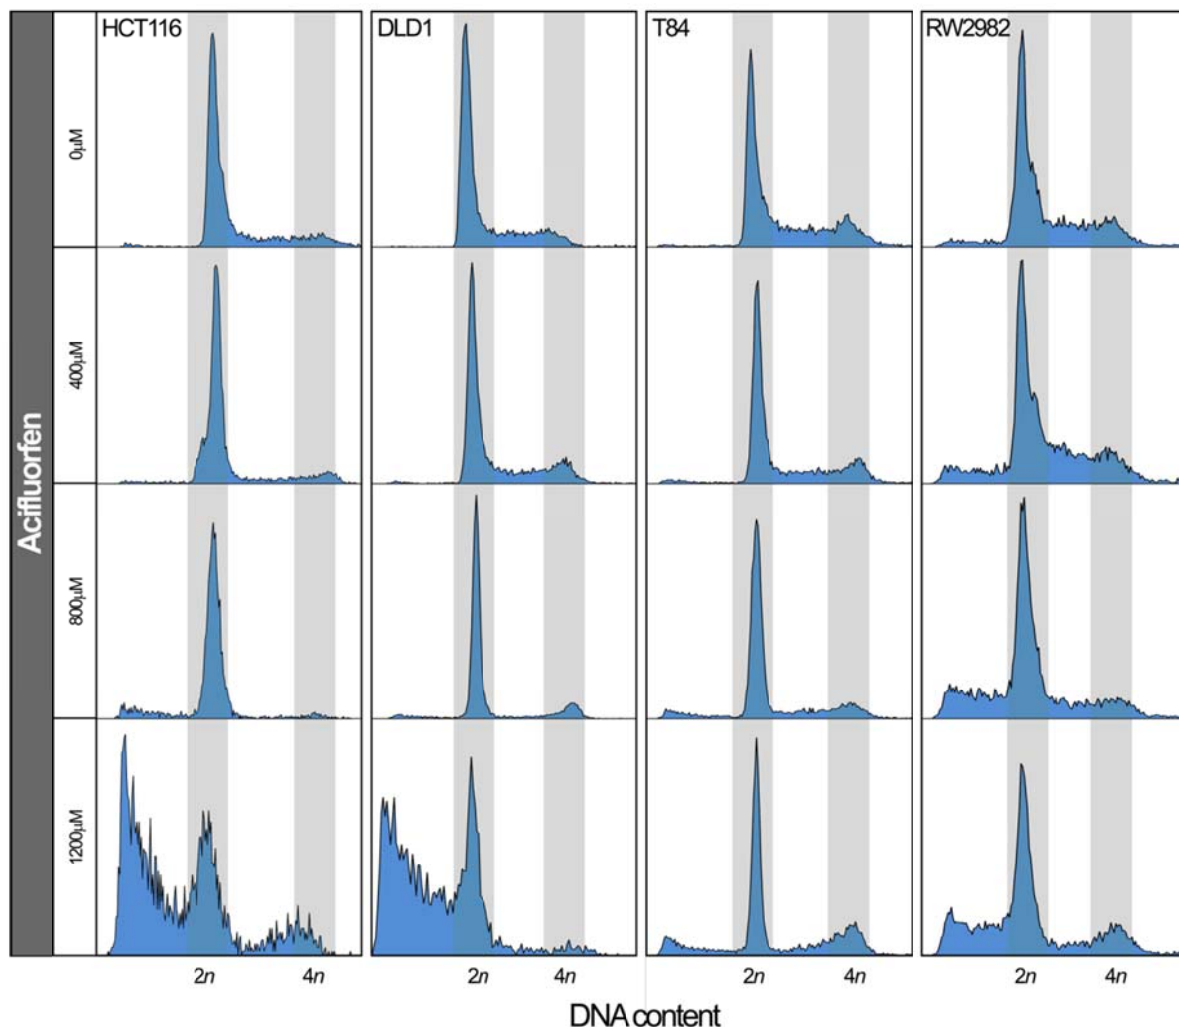 HCT116 DLD1 T84 RW2982
Acifluorfen
0µM
400µM
800µM
1200µM
2n 4n 2n 4n 2n 4n 2n 4n
DNA content